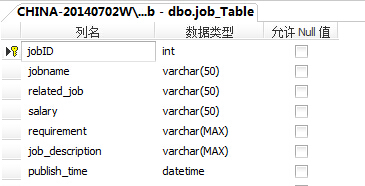 CHINA-20140702W\...b - dbo.job_Table
列名 数据类型 允许 Null 值
jobID int
jobname varchar(50)
related_job varchar(50)
salary varchar(50)
requirement varchar(MAX)
job_description varchar(MAX)
publish_time datetime